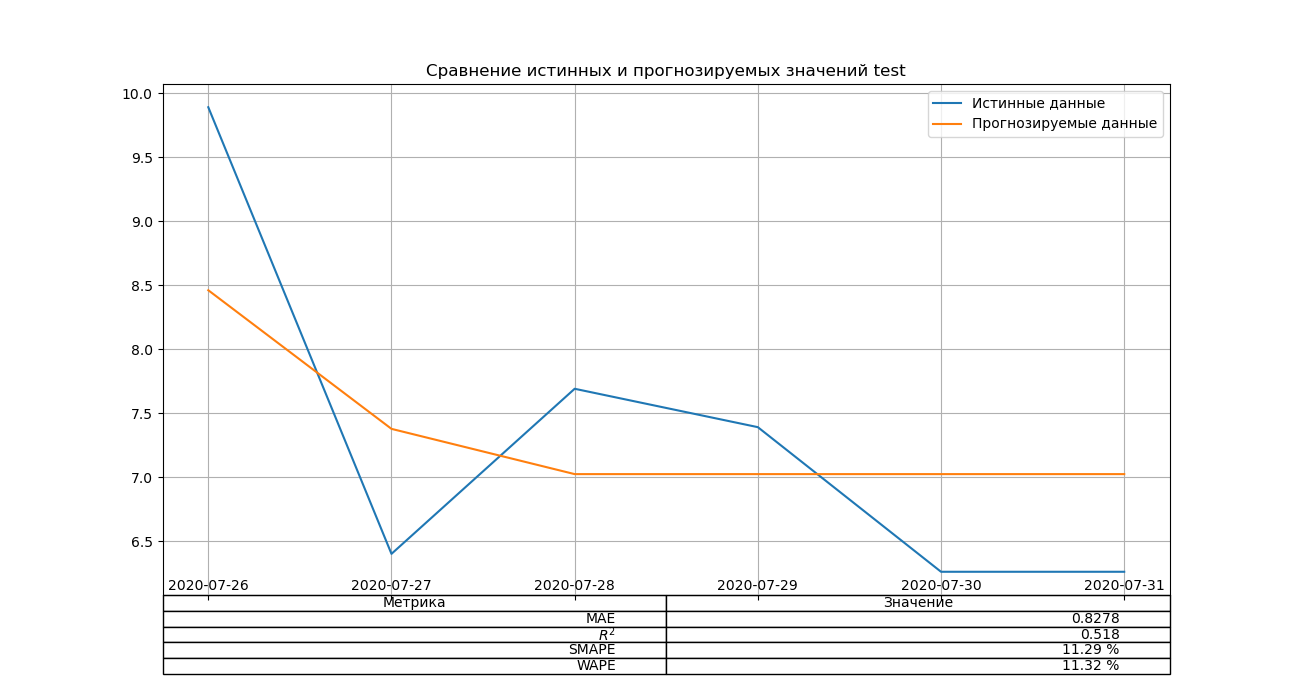 Сравнение истинных и прогнозируемых значений test
Истинные данные
Прогнозируемые данные
10.0
9.5
9.0
8.5
8.0
7.5
7.0
6.5
2020-07-26 2020-07-27 2020-07-28 2020-07-29 2020-07-30 2020-07-31
Метрика Значение
MAE 0.8278
R² 0.518
SMAPE 11.29 %
WAPE 11.32 %